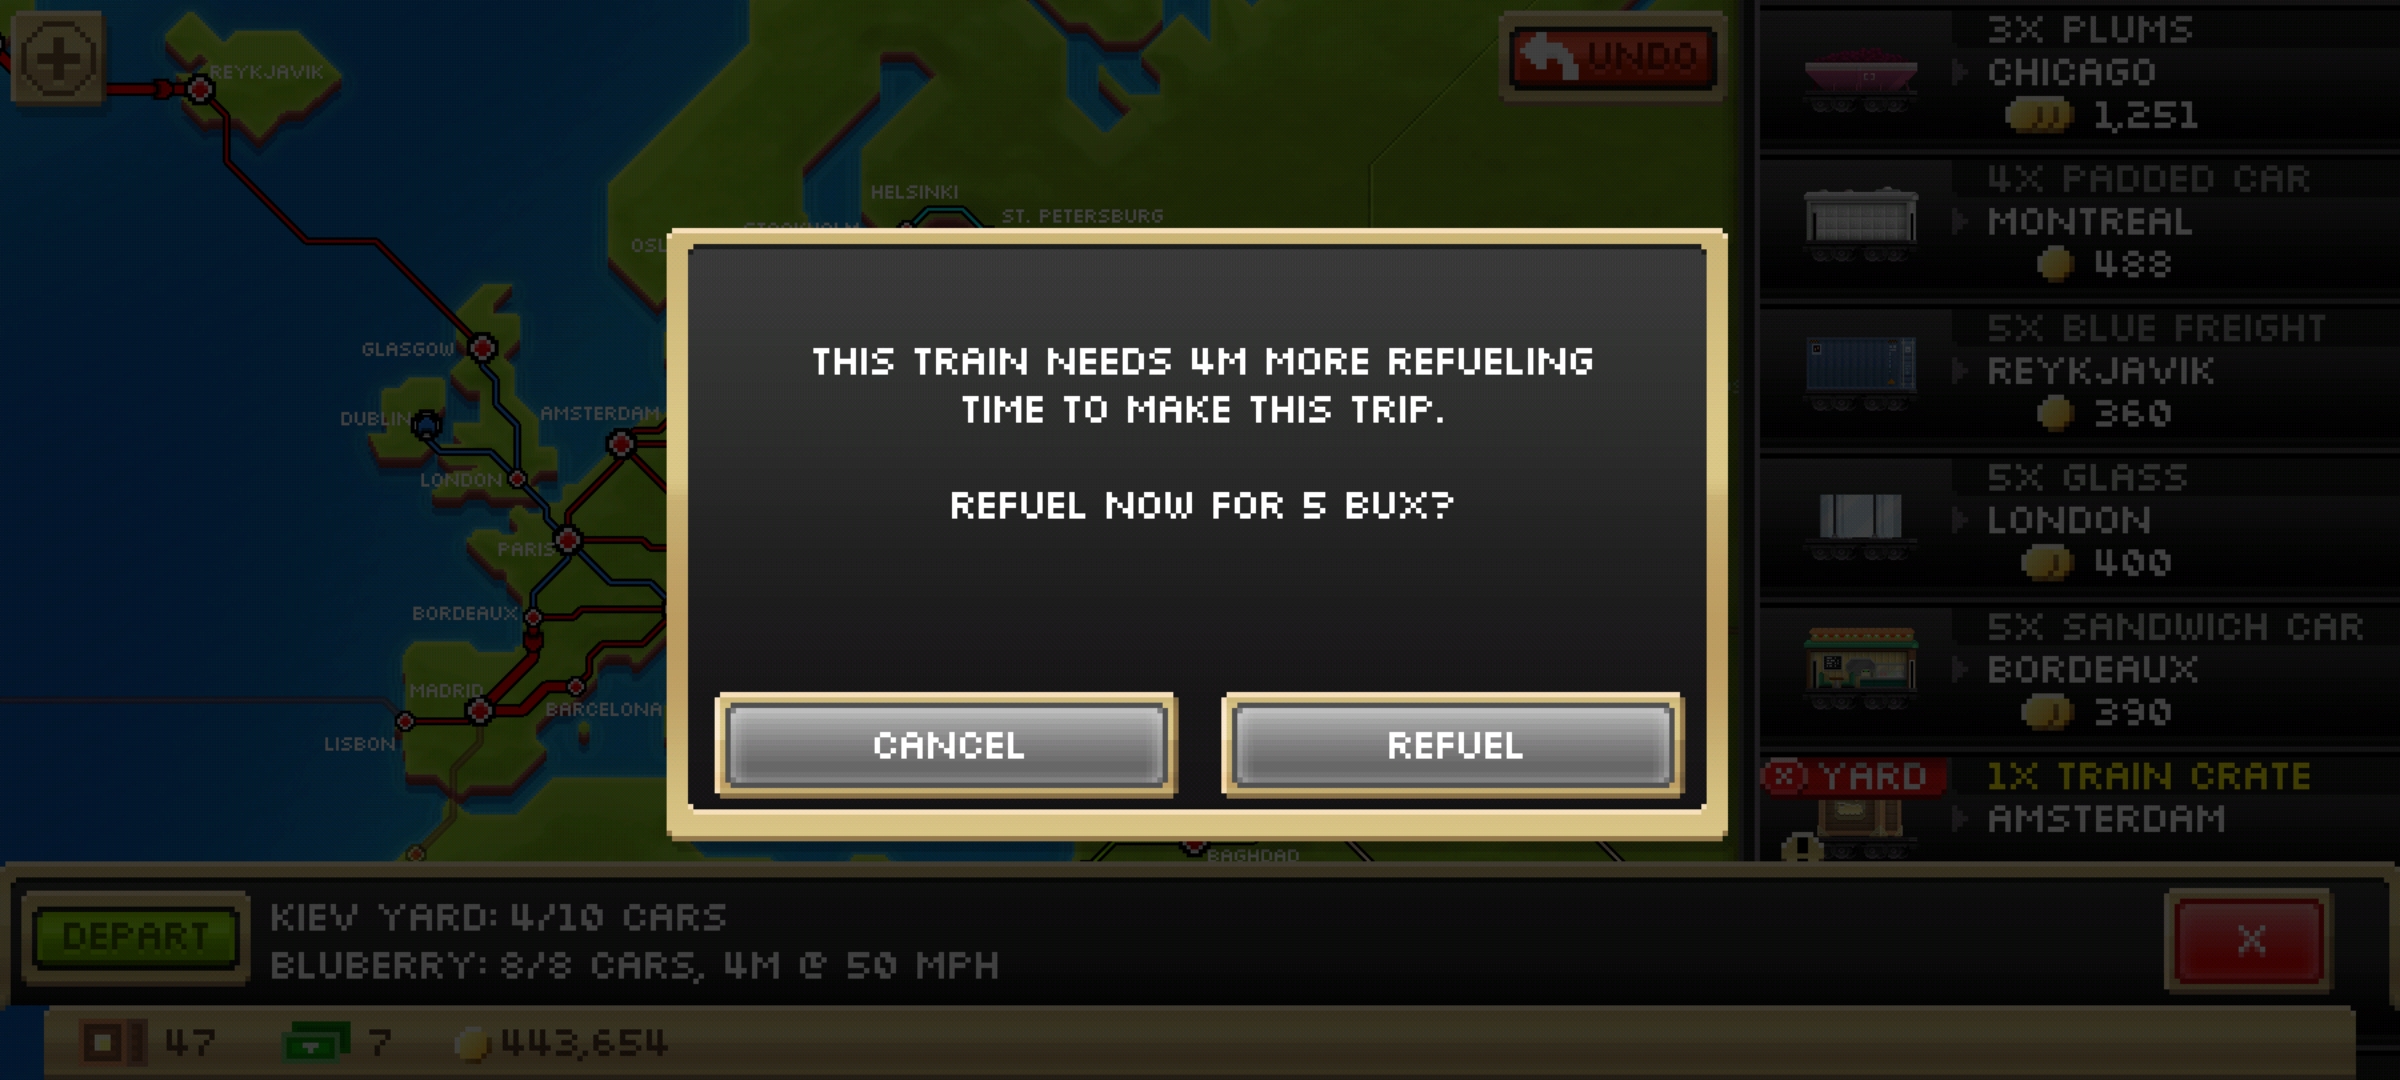 REYKJAVIK
UNDO
3X PLUMS
CHICAGO
1,251
4X PADDED CAR
MONTREAL
488
5X BLUE FREIGHT
REYKJAVIK
360
5X GLASS
LONDON
400
5X SANDWICH CAR
BORDEAUX
390
YARD
1X TRAIN CRATE
AMSTERDAM
HELSINKI
ST. PETERSBURG
STOCKHOLM
GLASGOW
DUBLIN
AMSTERDAM
LONDON
PARIS
BORDEAUX
MADRID
BARCELONA
LISBON
BAGHDAD
THIS TRAIN NEEDS 4M MORE REFUELING
TIME TO MAKE THIS TRIP.
REFUEL NOW FOR 5 BUX?
CANCEL
REFUEL
DEPART
KIEV YARD: 4/10 CARS
BLUBERRY: 8/8 CARS, 4M @ 50 MPH
X
47
7
443,654